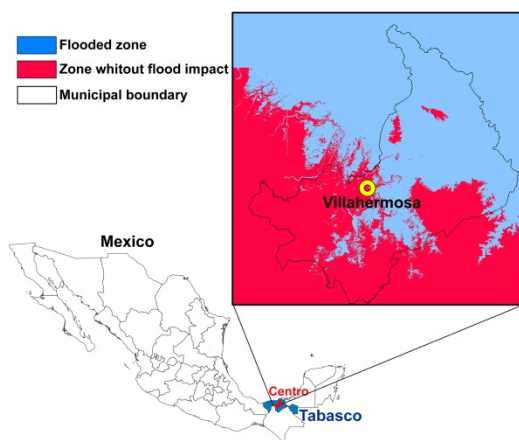 Flooded zone
Zone whitout flood impact
Municipal boundary
Villahermosa
Mexico
Centro
Tabasco